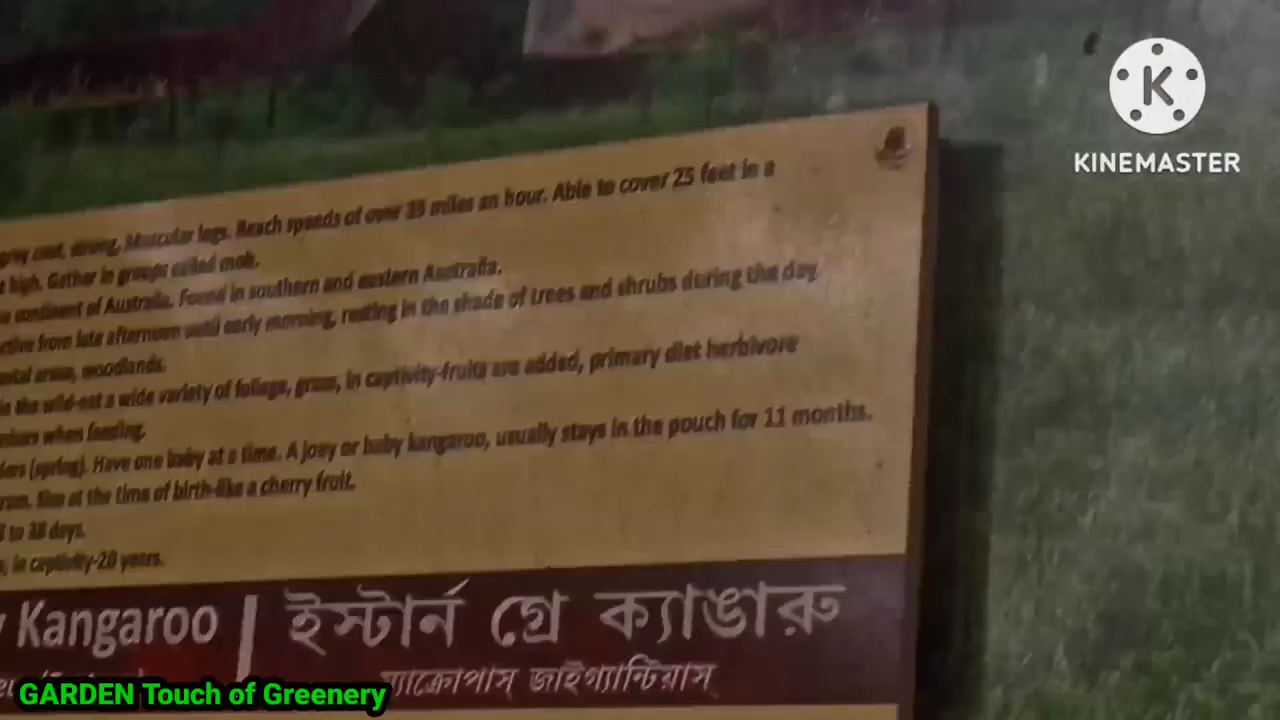 KINEMASTER
grey coat, strong, Muscular legs. Reach speeds of over 35 miles an hour. Able to cover 25 feet in a
high. Gather in groups called mob.
continent of Australia. Found in southern and eastern Australia.
active from late afternoon until early morning, resting in the shade of trees and shrubs during the day
areas, woodlands.
in the wild-eat a wide variety of foliage, grass, in captivity-fruits are added, primary diet herbivore
when feeding.
(spring). Have one baby at a time. A joey or baby kangaroo, usually stays in the pouch for 11 months.
Size at the time of birth-like a cherry fruit.
to 38 days.
in captivity-20 years.
Kangaroo | ইস্টার্ন গ্রে ক্যাঙারু
ম্যাক্রোপাস্ জাইগ্যান্টিয়াস্
GARDEN Touch of Greenery